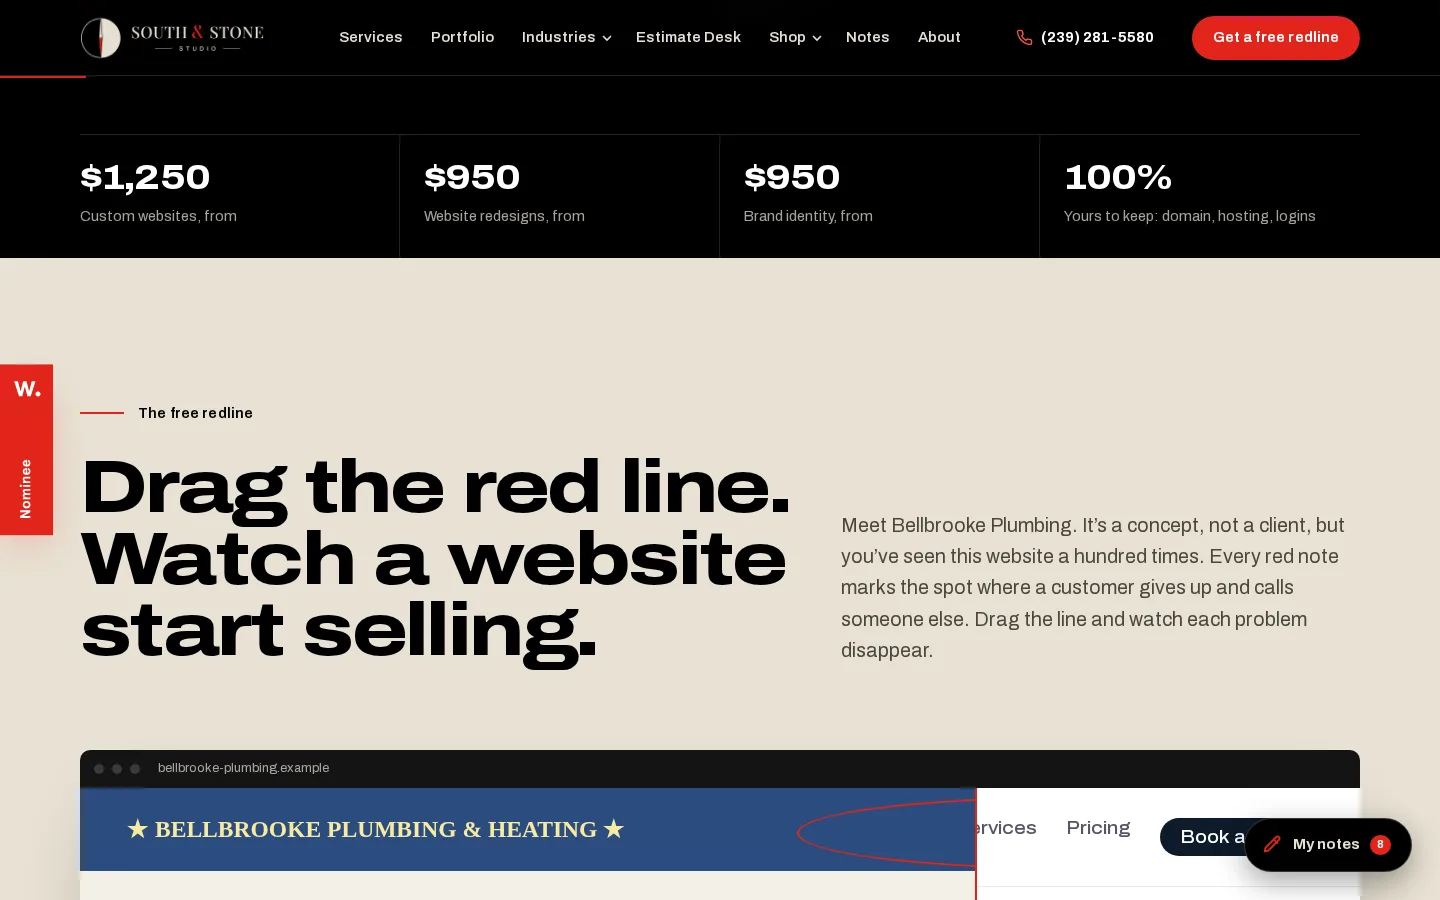 SOUTH & STONE
STUDIO
Services
Portfolio
Industries
Estimate Desk
Shop
Notes
About
(239) 281-5580
Get a free redline
$1,250
Custom websites, from
$950
Website redesigns, from
$950
Brand identity, from
100%
Yours to keep: domain, hosting, logins
W.
Nominee
The free redline
Drag the red line.
Watch a website
start selling.
Meet Bellbrooke Plumbing. It’s a concept, not a client, but
you’ve seen this website a hundred times. Every red note
marks the spot where a customer gives up and calls
someone else. Drag the line and watch each problem
disappear.
bellbrooke-plumbing.example
★ BELLBROOKE PLUMBING & HEATING ★
ervices
Pricing
Book a
My notes
8